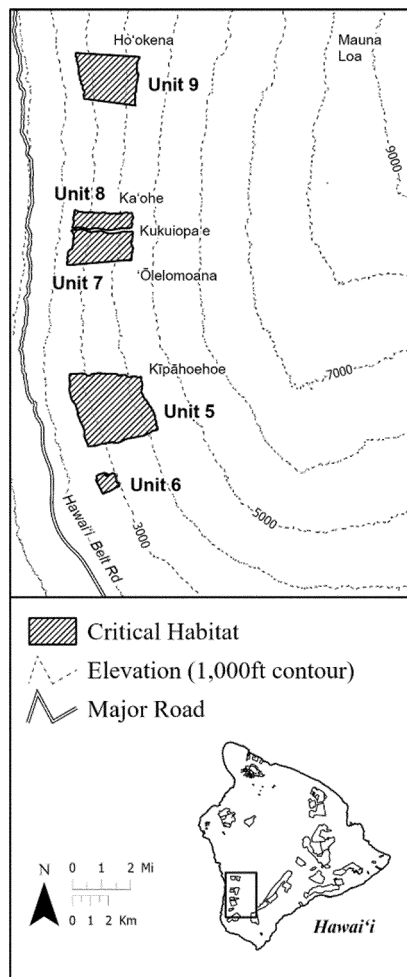 Ho‘okena
Mauna
Loa
Unit 9
9000
Unit 8
Ka‘ohe
Kukuiopa‘e
Unit 7
‘Ōlelomoana
Kīpāhoehoe
7000
Unit 5
Unit 6
5000
3000
Hawai‘i Belt Rd
Critical Habitat
Elevation (1,000ft contour)
Major Road
N
0 1 2 Mi
0 1 2 Km
Hawai‘i